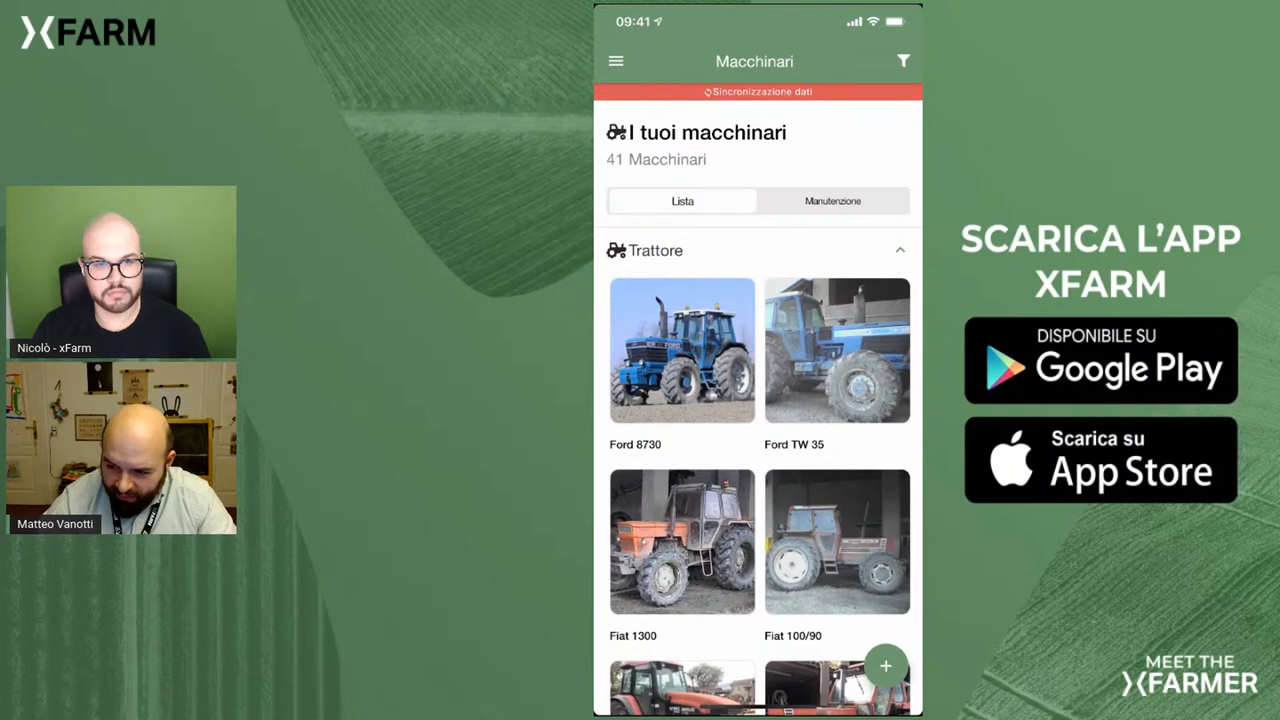 XFARM
09:41
Macchinari
Sincronizzazione dati
I tuoi macchinari
41 Macchinari
Lista
Manutenzione
Trattore
FORD
Ford 8730
Ford TW 35
Fiat 1300
Fiat 100/90
+
Nicolò - xFarm
Matteo Vanotti
SCARICA L'APP
XFARM
DISPONIBILE SU
Google Play
Scarica su
App Store
MEET THE
XFARMER